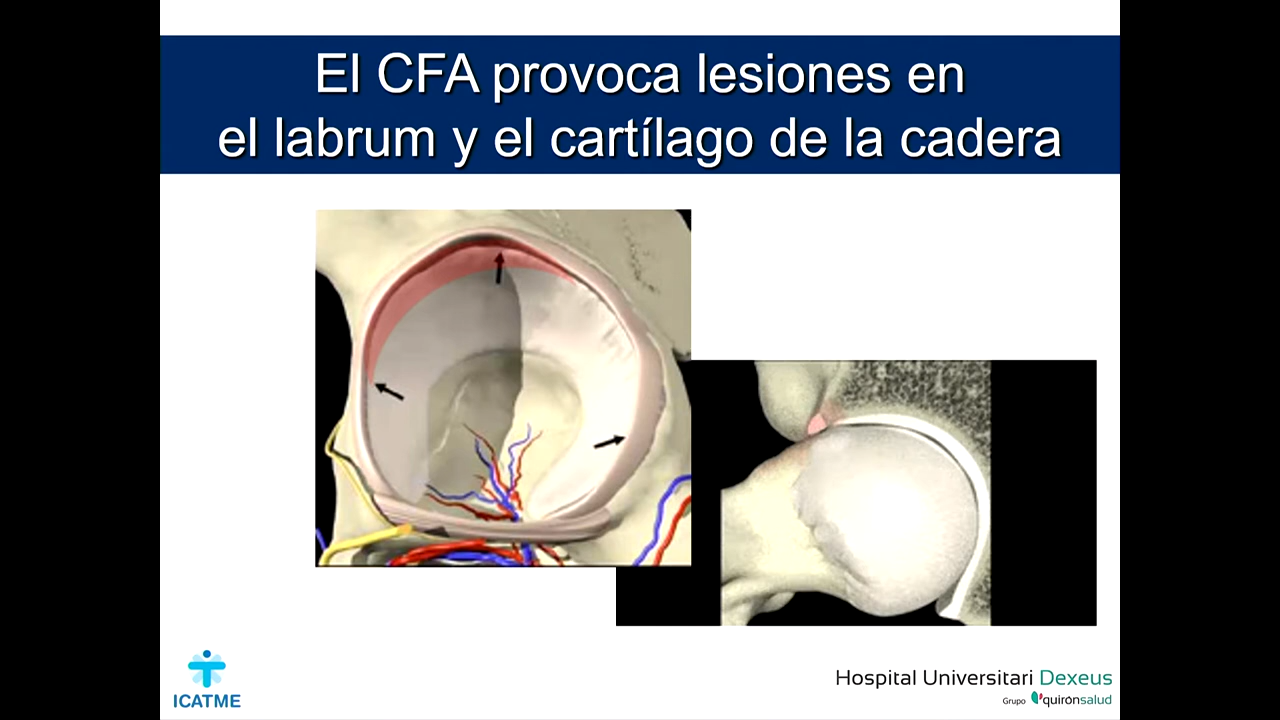 El CFA provoca lesiones en
el labrum y el cartílago de la cadera
ICATME
Hospital Universitari Dexeus
Grupo quirónsalud